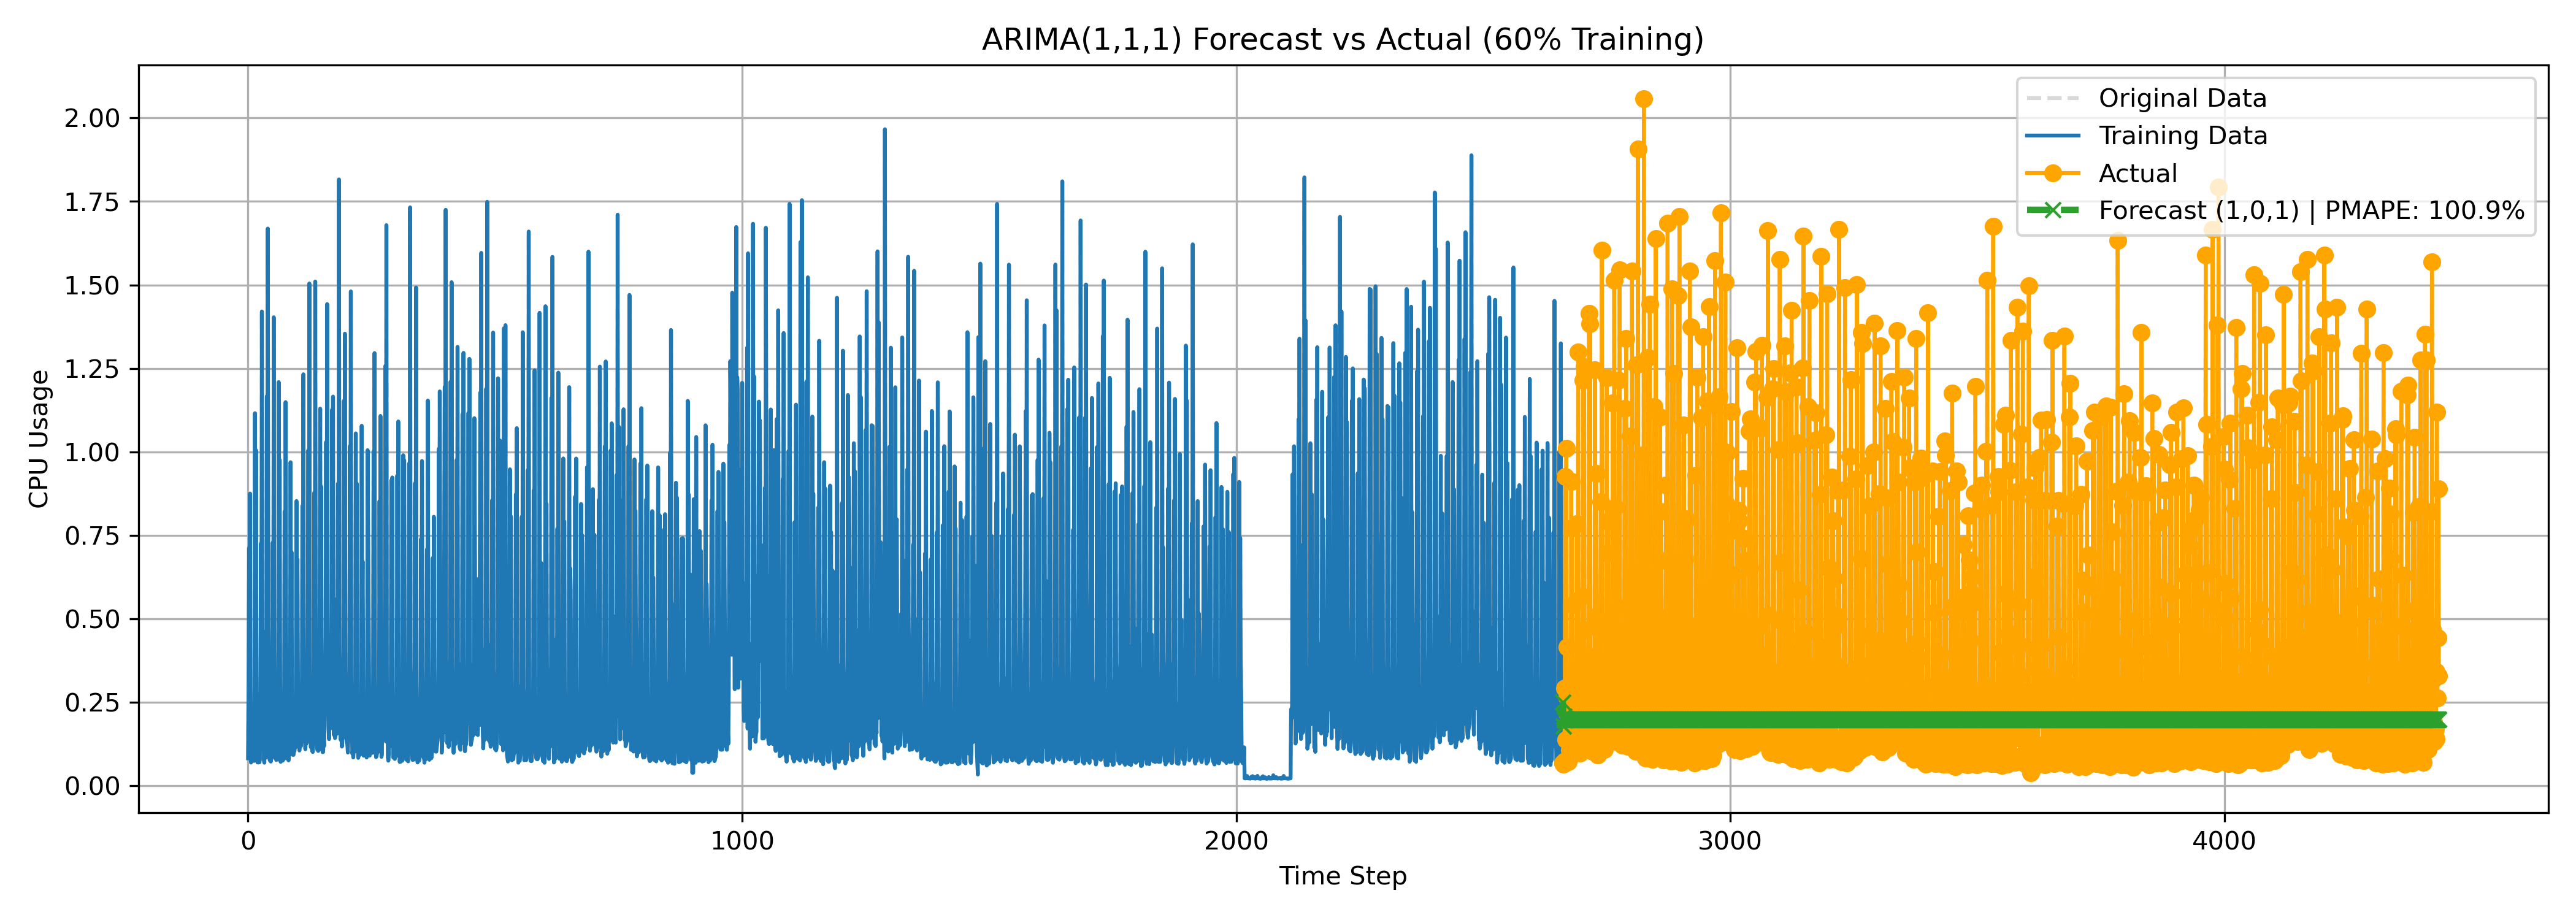 ARIMA(1,1,1) Forecast vs Actual (60% Training)
Original Data
Training Data
Actual
Forecast (1,0,1) | PMAPE: 100.9%
CPU Usage
2.00
1.75
1.50
1.25
1.00
0.75
0.50
0.25
0.00
0 1000 2000 3000 4000
Time Step